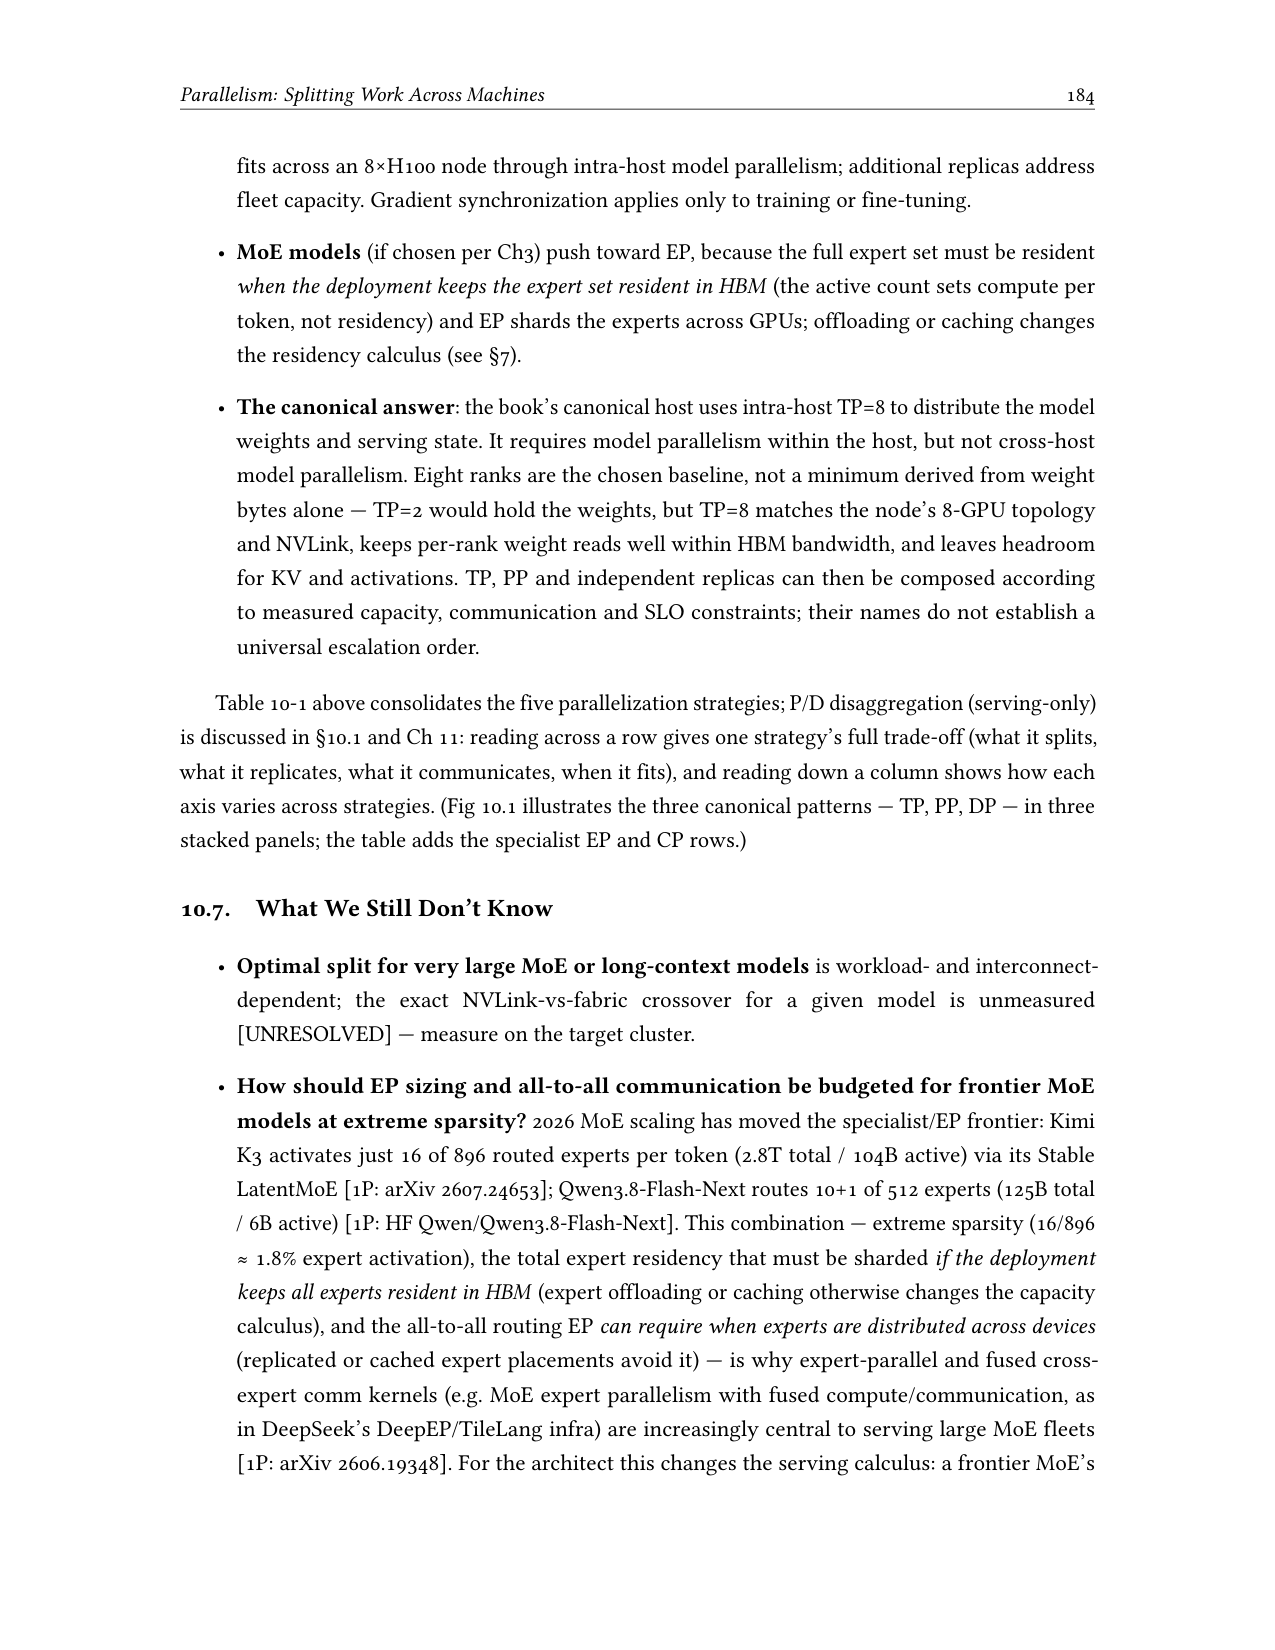 Parallelism: Splitting Work Across Machines 184
fits across an 8×H100 node through intra-host model parallelism; additional replicas address
fleet capacity. Gradient synchronization applies only to training or fine-tuning.
• MoE models (if chosen per Ch3) push toward EP, because the full expert set must be resident
when the deployment keeps the expert set resident in HBM (the active count sets compute per
token, not residency) and EP shards the experts across GPUs; offloading or caching changes
the residency calculus (see §7).
• The canonical answer: the book’s canonical host uses intra-host TP=8 to distribute the model
weights and serving state. It requires model parallelism within the host, but not cross-host
model parallelism. Eight ranks are the chosen baseline, not a minimum derived from weight
bytes alone — TP=2 would hold the weights, but TP=8 matches the node’s 8-GPU topology
and NVLink, keeps per-rank weight reads well within HBM bandwidth, and leaves headroom
for KV and activations. TP, PP and independent replicas can then be composed according
to measured capacity, communication and SLO constraints; their names do not establish a
universal escalation order.
Table 10-1 above consolidates the five parallelization strategies; P/D disaggregation (serving-only)
is discussed in §10.1 and Ch 11: reading across a row gives one strategy’s full trade-off (what it splits,
what it replicates, what it communicates, when it fits), and reading down a column shows how each
axis varies across strategies. (Fig 10.1 illustrates the three canonical patterns — TP, PP, DP — in three
stacked panels; the table adds the specialist EP and CP rows.)
10.7. What We Still Don’t Know
• Optimal split for very large MoE or long-context models is workload- and interconnect-
dependent; the exact NVLink-vs-fabric crossover for a given model is unmeasured
[UNRESOLVED] — measure on the target cluster.
• How should EP sizing and all-to-all communication be budgeted for frontier MoE
models at extreme sparsity? 2026 MoE scaling has moved the specialist/EP frontier: Kimi
K3 activates just 16 of 896 routed experts per token (2.8T total / 104B active) via its Stable
LatentMoE [1P: arXiv 2607.24653]; Qwen3.8-Flash-Next routes 10+1 of 512 experts (125B total
/ 6B active) [1P: HF Qwen/Qwen3.8-Flash-Next]. This combination — extreme sparsity (16/896
≈ 1.8% expert activation), the total expert residency that must be sharded if the deployment
keeps all experts resident in HBM (expert offloading or caching otherwise changes the capacity
calculus), and the all-to-all routing EP can require when experts are distributed across devices
(replicated or cached expert placements avoid it) — is why expert-parallel and fused cross-
expert comm kernels (e.g. MoE expert parallelism with fused compute/communication, as
in DeepSeek’s DeepEP/TileLang infra) are increasingly central to serving large MoE fleets
[1P: arXiv 2606.19348]. For the architect this changes the serving calculus: a frontier MoE’s